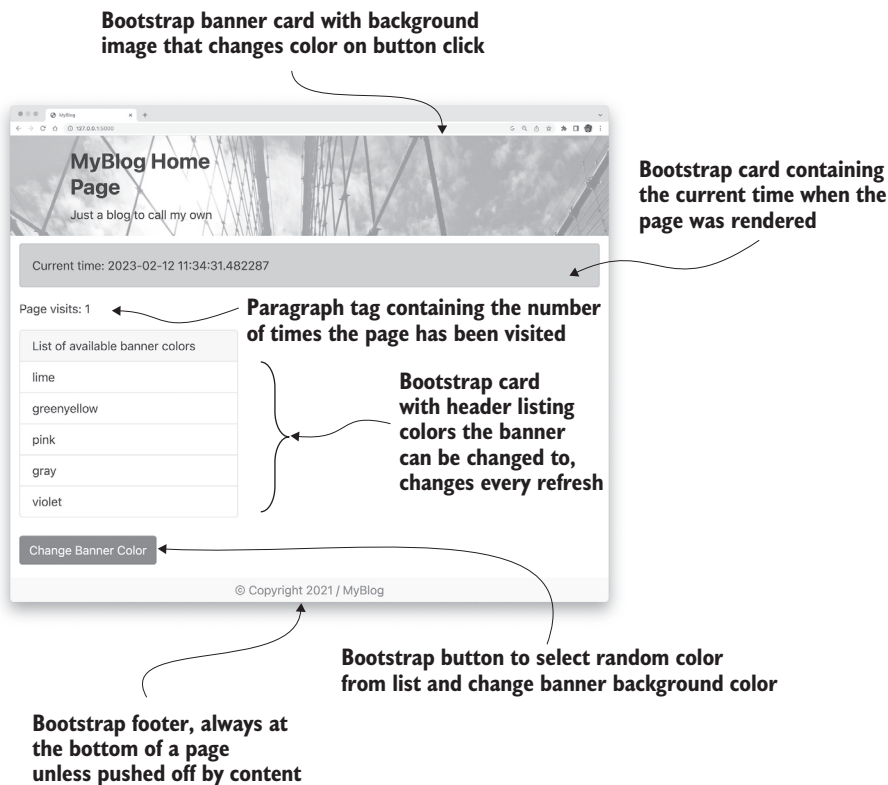 Bootstrap banner card with background
image that changes color on button click
MyBlog
127.0.0.1:5000
MyBlog Home
Page
Just a blog to call my own
Bootstrap card containing
the current time when the
page was rendered
Current time: 2023-02-12 11:34:31.482287
Page visits: 1
Paragraph tag containing the number
of times the page has been visited
List of available banner colors
lime
greenyellow
pink
gray
violet
Bootstrap card
with header listing
colors the banner
can be changed to,
changes every refresh
Change Banner Color
© Copyright 2021 / MyBlog
Bootstrap button to select random color
from list and change banner background color
Bootstrap footer, always at
the bottom of a page
unless pushed off by content